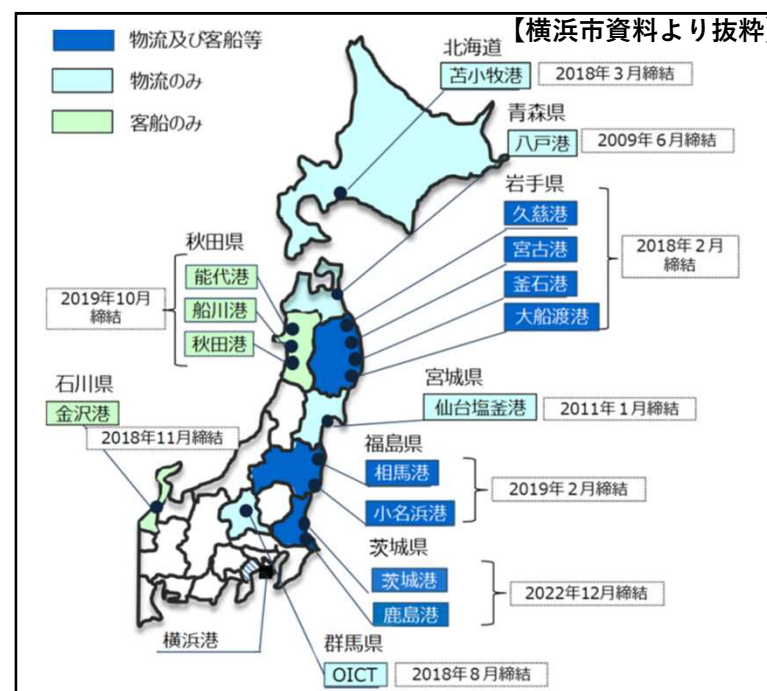 【横浜市資料より抜粋】
物流及び客船等
物流のみ
客船のみ
北海道
苫小牧港
2018年3月締結
青森県
八戸港
2009年6月締結
岩手県
久慈港
宮古港
釜石港
大船渡港
2018年2月
締結
秋田県
能代港
船川港
秋田港
2019年10月
締結
石川県
金沢港
2018年11月締結
宮城県
仙台塩釜港
2011年1月締結
福島県
相馬港
小名浜港
2019年2月締結
茨城県
茨城港
鹿島港
2022年12月締結
横浜港
群馬県
OICT
2018年8月締結